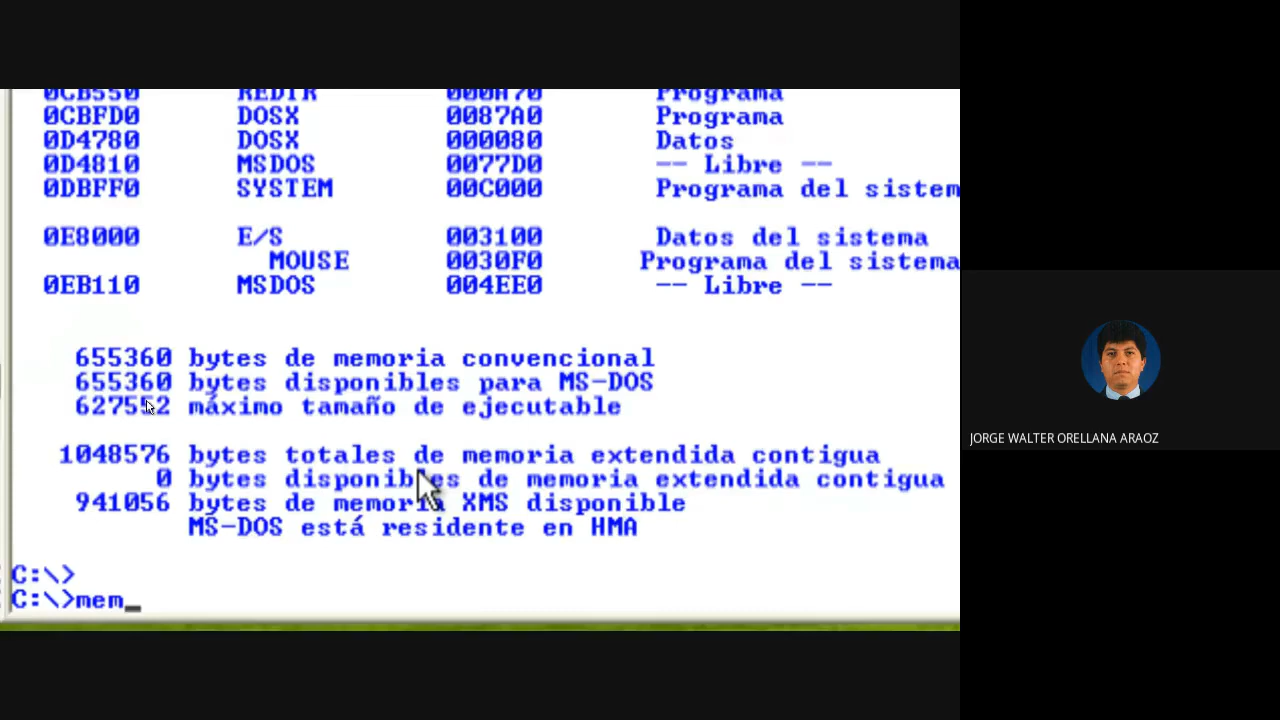 0CB550 REDIR 000A70 Programa
0CBFD0 DOSX 0087A0 Programa
0D4780 DOSX 000080 Datos
0D4810 MSDOS 0077D0 -- Libre --
0DBFF0 SYSTEM 00C000 Programa del sistem
0E8000 E/S 003100 Datos del sistema
MOUSE 0030F0 Programa del sistema
0EB110 MSDOS 004EE0 -- Libre --
655360 bytes de memoria convencional
655360 bytes disponibles para MS-DOS
máximo tamaño de ejecutable
1048576 bytes totales de memoria extendida contigua
0 bytes disponibles de memoria extendida contigua
941056 bytes de memoria XMS disponible
MS-DOS está residente en HMA
C:\>
C:\>mem_
JORGE WALTER ORELLANA ARAOZ